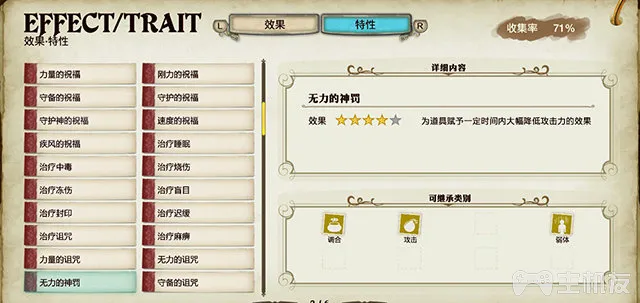 EFFECT/TRAIT
效果·特性
L 效果 特性 R
收集率 71%
力量的祝福 刚力的祝福
守备的祝福 守护的祝福
守护神的祝福 速度的祝福
疾风的祝福 治疗睡眠
治疗中毒 治疗烧伤
治疗冻伤 治疗盲目
治疗封印 治疗迟缓
治疗诅咒 治疗麻痹
力量的诅咒 无力的诅咒
无力的神罚 守备的诅咒
详细内容
无力的神罚
效果 ★★★★★ 为道具赋予一定时间内大幅降低攻击力的效果
可继承类别
调合 攻击 弱体
主机友